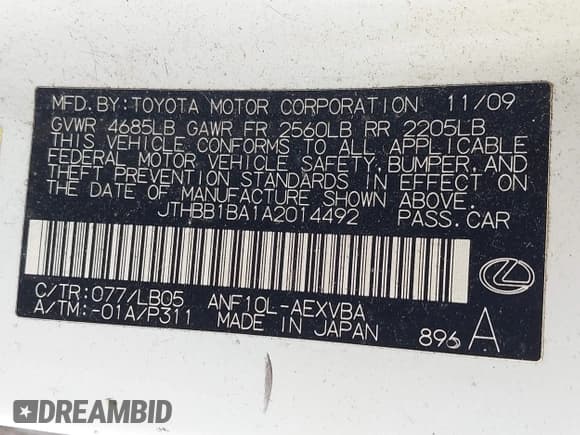 MFD.BY:TOYOTA MOTOR CORPORATION 11/09
GVWR 4685LB GAWR FR 2560LB RR 2205LB
THIS VEHICLE CONFORMS TO ALL APPLICABLE
FEDERAL MOTOR VEHICLE SAFETY,BUMPER,AND
THEFT PREVENTION STANDARDS IN EFFECT ON
THE DATE OF MANUFACTURE SHOWN ABOVE.
JTHBB1BA1A2014492 PASS.CAR
C/TR:077/LB05 ANF10L-AEXVBA
A/TM:-01A/P311 MADE IN JAPAN 896 A
DREAMBID